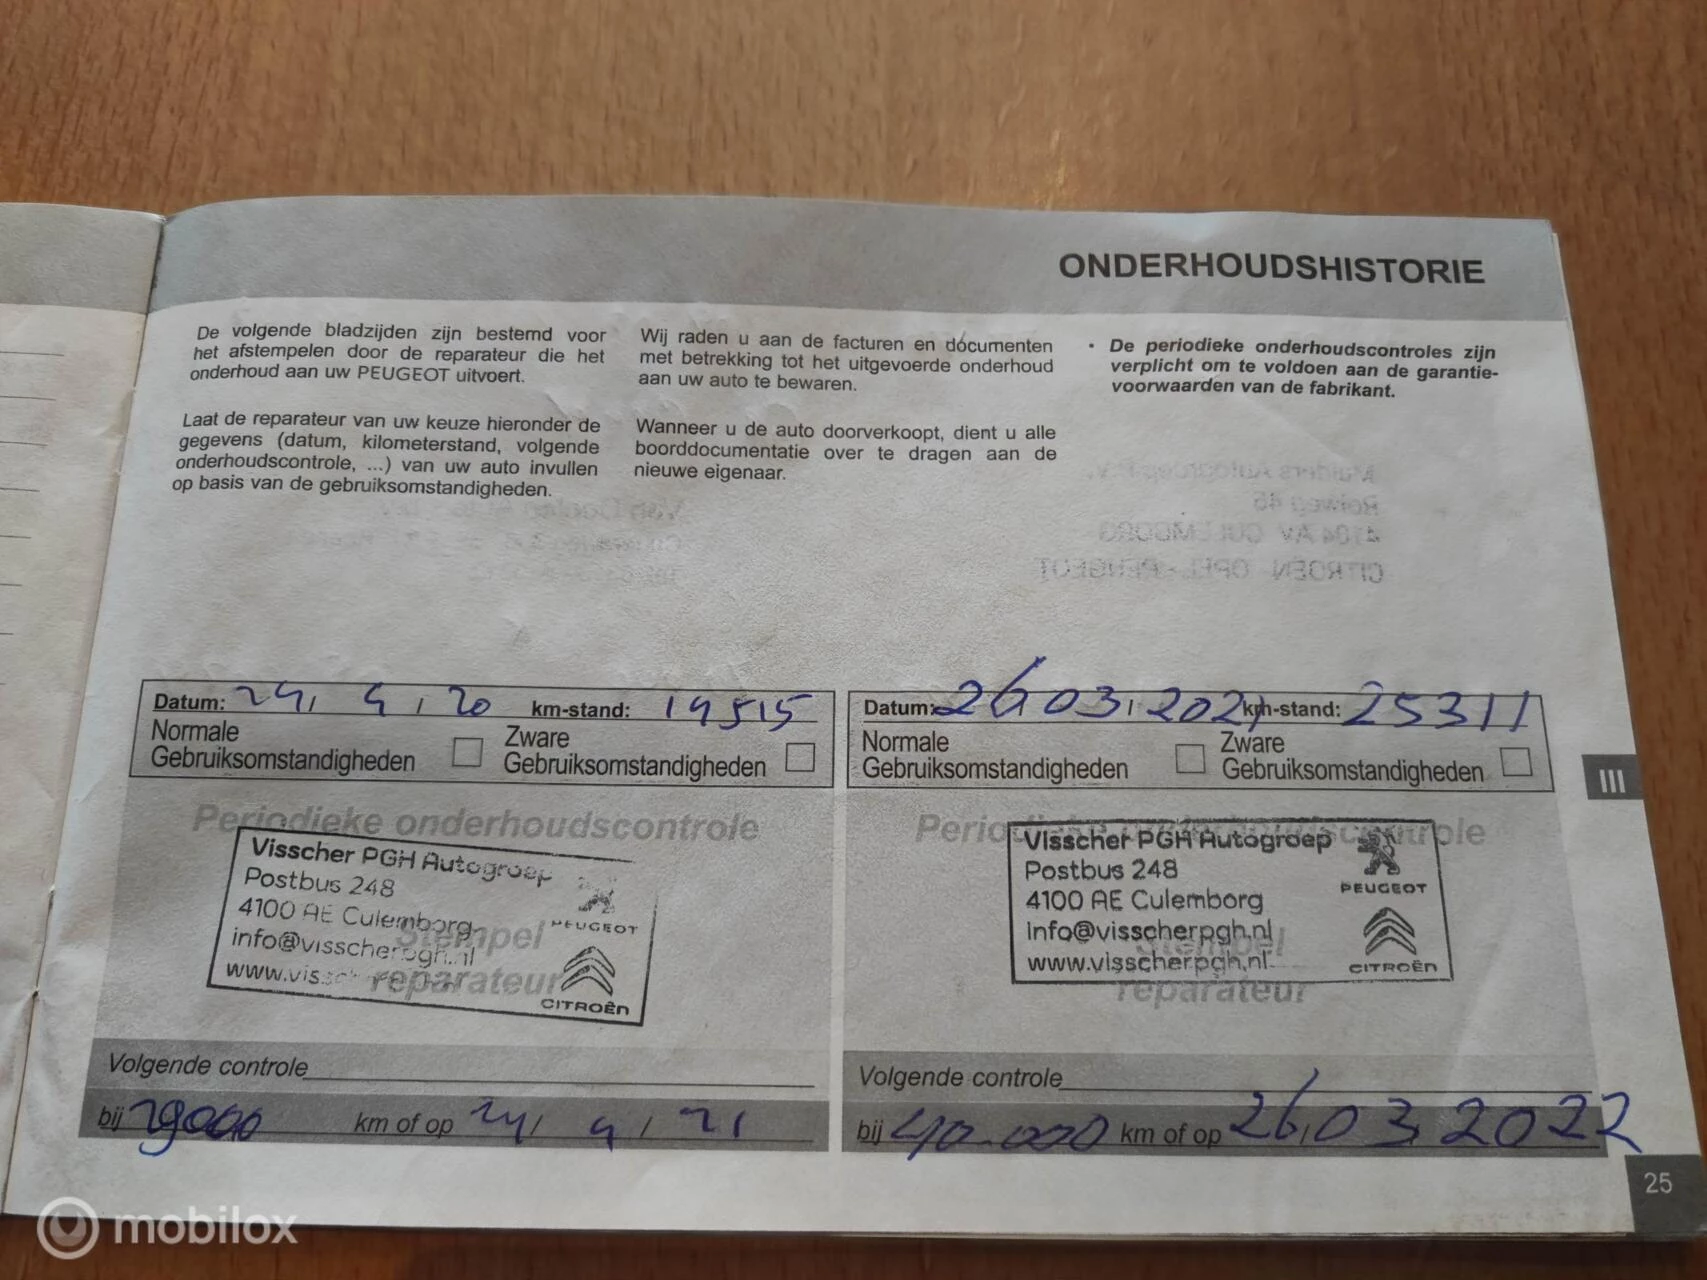 ONDERHOUDSHISTORIE
De volgende bladzijden zijn bestemd voor
het afstempelen door de reparateur die het
onderhoud aan uw PEUGEOT uitvoert.
Laat de reparateur van uw keuze hieronder de
gegevens (datum, kilometerstand, volgende
onderhoudscontrole, ...) van uw auto invullen
op basis van de gebruiksomstandigheden.
Wij raden u aan de facturen en documenten
met betrekking tot het uitgevoerde onderhoud
aan uw auto te bewaren.
Wanneer u de auto doorverkoopt, dient u alle
boorddocumentatie over te dragen aan de
nieuwe eigenaar.
• De periodieke onderhoudscontroles zijn
verplicht om te voldoen aan de garantie-
voorwaarden van de fabrikant.
Datum: 24/ 4 / 20 km-stand: 19515
Normale
Gebruiksomstandigheden
Zware
Gebruiksomstandigheden
Periodieke onderhoudscontrole
Visscher PGH Autogroep
Postbus 248
4100 AE Culemborg
info@visscherpgh.nl
PEUGEOT
CITROËN
Stempel
reparateur
Volgende controle
bij 29000 km of op 24/ 4 / 21
Datum: 26/03/2021 km-stand: 25311
Normale
Gebruiksomstandigheden
Zware
Gebruiksomstandigheden
Periodieke onderhoudscontrole
Visscher PGH Autogroep
Postbus 248
4100 AE Culemborg
info@visscherpgh.nl
www.visscherpgh.nl
PEUGEOT
CITROËN
Stempel
reparateur
Volgende controle
bij 40.000 km of op 26/03/2022
III
25
mobilox